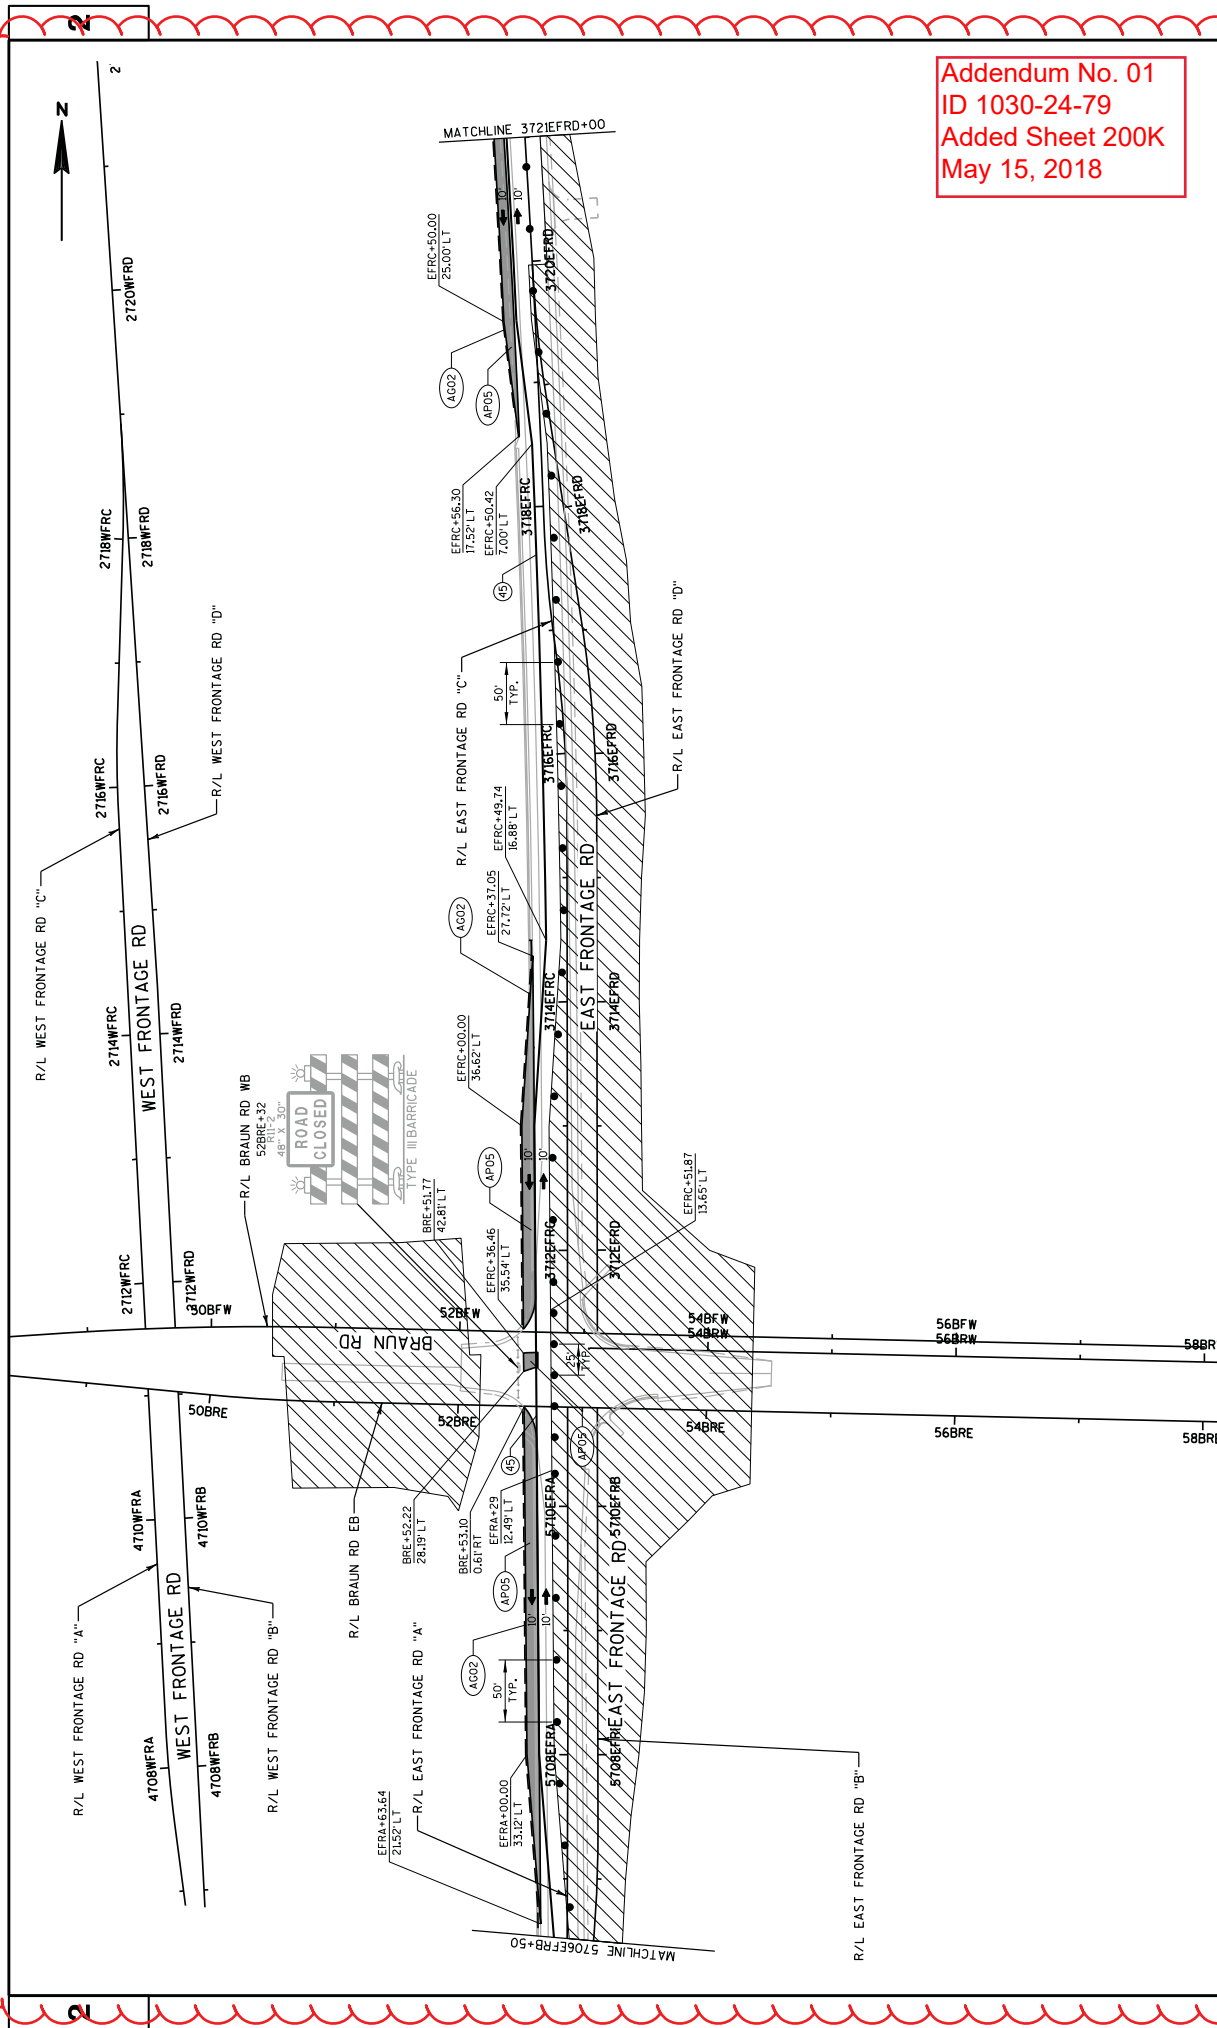 2
Addendum No. 01
ID 1030-24-79
Added Sheet 200K
May 15, 2018
N
MATCHLINE 3721EFRD+00
10'
10'
EFRC+50.00
25.00' LT
2720WFRD
3720EFRD
AG02
AP05
EFRC+56.30
17.52' LT
EFRC+50.42
7.00' LT
3718EFRC
3718EFRD
2718WFRC
2718WFRD
45
R/L WEST FRONTAGE RD "D"
R/L EAST FRONTAGE RD "C"
R/L EAST FRONTAGE RD "D"
50'
TYP.
2716WFRC
2716WFRD
3716EFRC
3716EFRD
EFRC+49.74
16.88' LT
R/L WEST FRONTAGE RD "C"
AG02
EFRC+37.05
27.72' LT
WEST FRONTAGE RD
EAST FRONTAGE RD
2714WFRC
2714WFRD
3714EFRC
3714EFRD
EFRC+00.00
36.62' LT
R/L BRAUN RD WB
52BRE+32
R11-2
48" X 30"
ROAD
CLOSED
TYPE III BARRICADE
AP05
10'
10'
BRE+51.77
42.81' LT
EFRC+36.46
35.54' LT
EFRC+51.87
13.65' LT
2712WFRC
2712WFRD
3712EFRC
3712EFRD
50BFW
52BFW
54BFW
54BRW
56BFW
56BRW
58BR
BRAUN RD
25'
TYP.
50BRE
52BRE
54BRE
56BRE
58BRE
AP05
45
4710WFRA
4710WFRB
R/L BRAUN RD EB
BRE+52.22
28.19' LT
BRE+53.10
0.61' RT
EFRA+29
12.49' LT
5710EFRA
5710EFRB
AP05
10'
10'
WEST FRONTAGE RD
EAST FRONTAGE RD
AG02
50'
TYP.
R/L WEST FRONTAGE RD "A"
R/L WEST FRONTAGE RD "B"
R/L EAST FRONTAGE RD "A"
4708WFRA
4708WFRB
5708EFRA
EFRA+63.64
21.52' LT
EFRA+00.00
33.12' LT
R/L EAST FRONTAGE RD "B"
MATCHLINE 5706EFRB+50
2